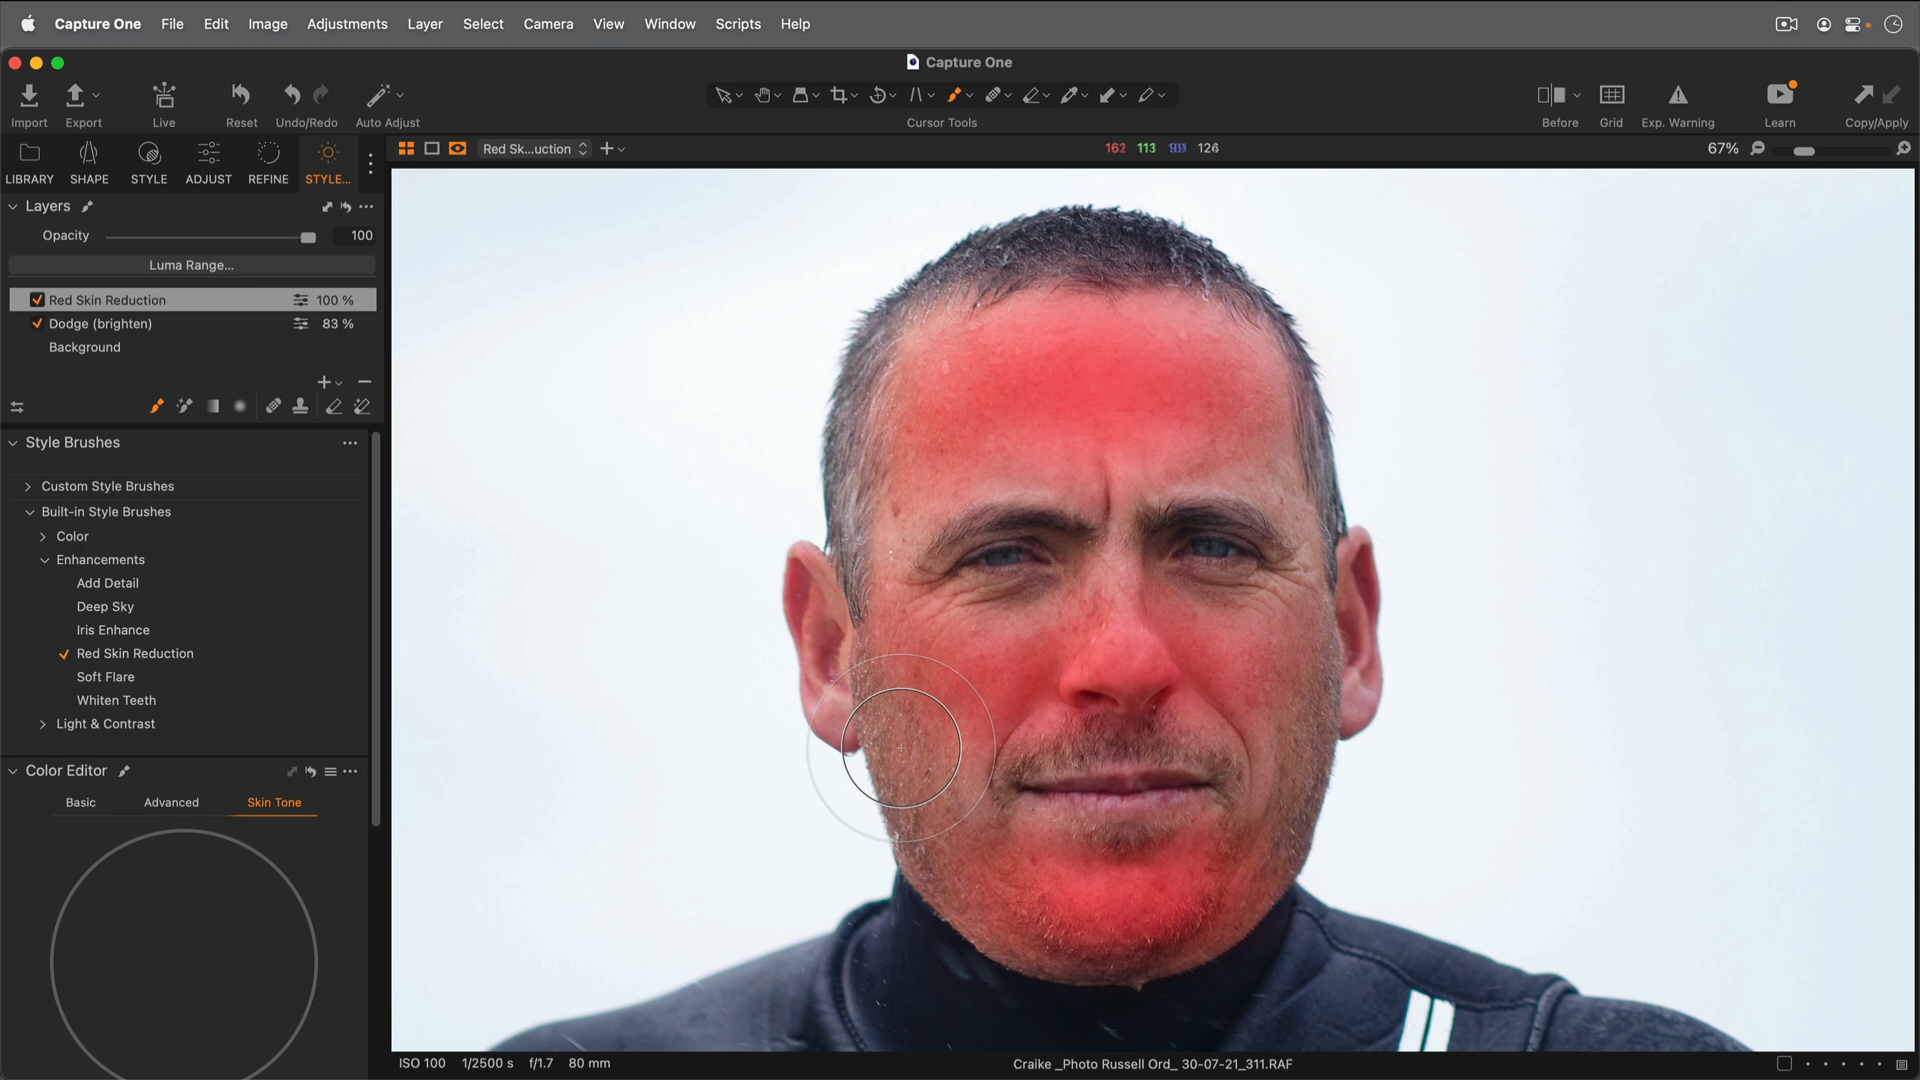 Capture One File Edit Image Adjustments Layer Select Camera View Window Scripts Help
Capture One
Import Export Live Reset Undo/Redo Auto Adjust Cursor Tools Before Grid Exp. Warning Learn Copy/Apply
LIBRARY SHAPE STYLE ADJUST REFINE STYLE...
Red Sk...uction
113 126
67%
Layers
Opacity 100
Luma Range...
Red Skin Reduction 100 %
Dodge (brighten) 83 %
Background
Style Brushes
Custom Style Brushes
Built-in Style Brushes
Color
Enhancements
Add Detail
Deep Sky
Iris Enhance
Red Skin Reduction
Soft Flare
Whiten Teeth
Light & Contrast
Color Editor
Basic Advanced Skin Tone
ISO 100 1/2500 s f/1.7 80 mm
Craike _Photo Russell Ord_ 30-07-21_311.RAF